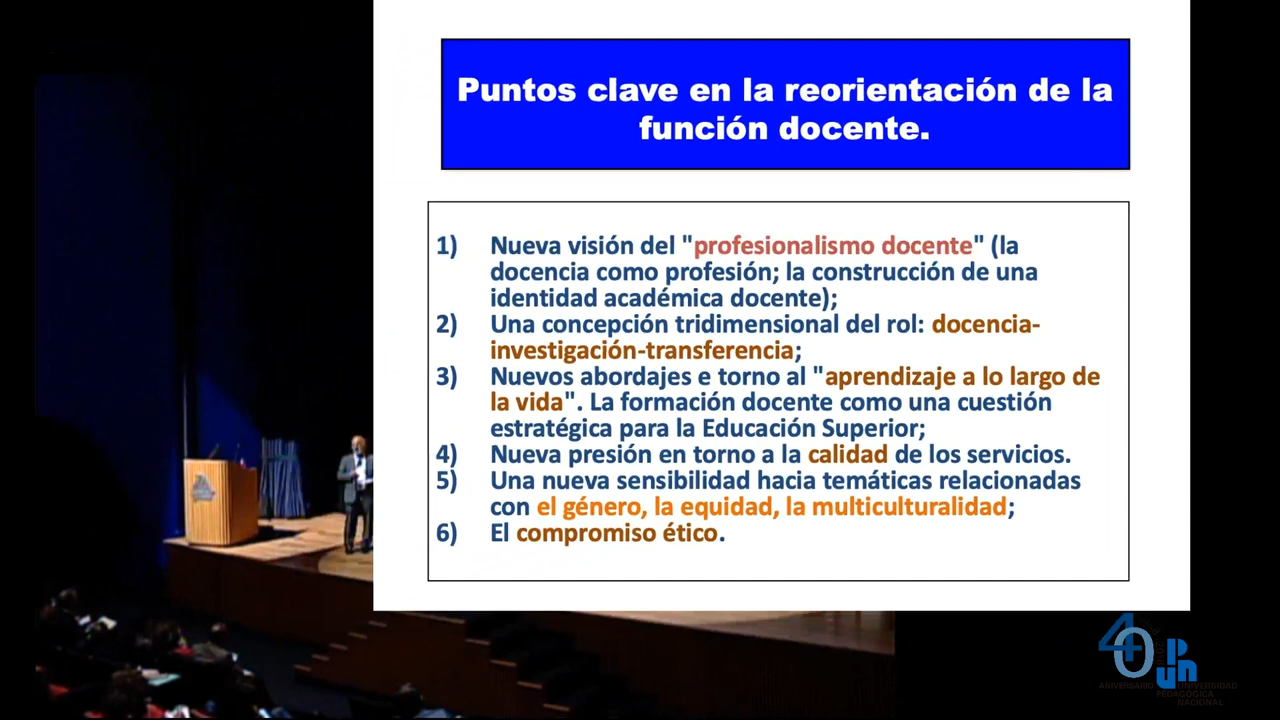 Puntos clave en la reorientación de la
función docente.
1) Nueva visión del "profesionalismo docente" (la
docencia como profesión; la construcción de una
identidad académica docente);
2) Una concepción tridimensional del rol: docencia-
investigación-transferencia;
3) Nuevos abordajes e torno al "aprendizaje a lo largo de
la vida". La formación docente como una cuestión
estratégica para la Educación Superior;
4) Nueva presión en torno a la calidad de los servicios.
5) Una nueva sensibilidad hacia temáticas relacionadas
con el género, la equidad, la multiculturalidad;
6) El compromiso ético.
40
upn
ANIVERSARIO
UNIVERSIDAD
PEDAGÓGICA
NACIONAL